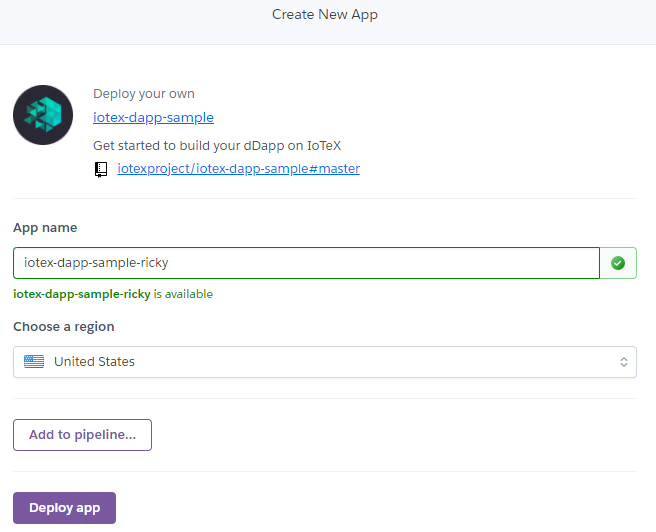 Create New App
Deploy your own
iotex-dapp-sample
Get started to build your dDapp on IoTeX
iotexproject/iotex-dapp-sample#master
App name
iotex-dapp-sample-ricky
iotex-dapp-sample-ricky is available
Choose a region
United States
Add to pipeline...
Deploy app